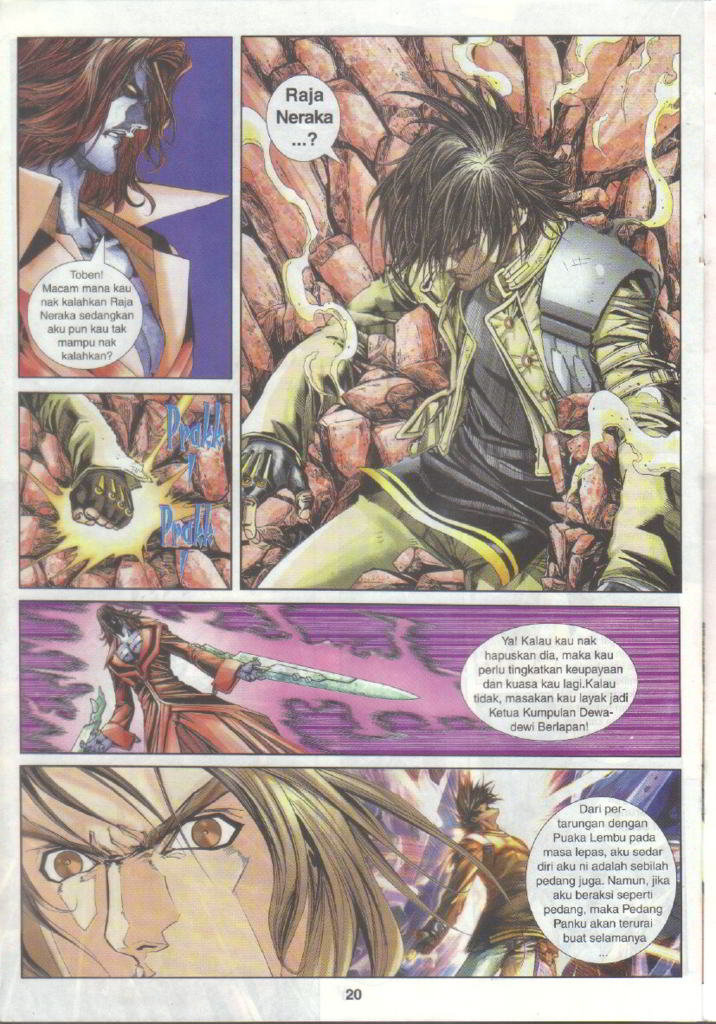 Toben!
Macam mana kau
nak kalahkan Raja
Neraka sedangkan
aku pun kau tak
mampu nak
kalahkan?
Raja
Neraka
...?
Prakk
!
Prakk
!
Ya! Kalau kau nak
hapuskan dia, maka kau
perlu tingkatkan keupayaan
dan kuasa kau lagi.Kalau
tidak, masakan kau layak jadi
Ketua Kumpulan Dewa-
dewi Berlapan!
Dari per-
tarungan dengan
Puaka Lembu pada
masa lepas, aku sedar
diri aku ni adalah sebilah
pedang juga. Namun, jika
aku beraksi seperti
pedang, maka Pedang
Panku akan terurai
buat selamanya
...
20